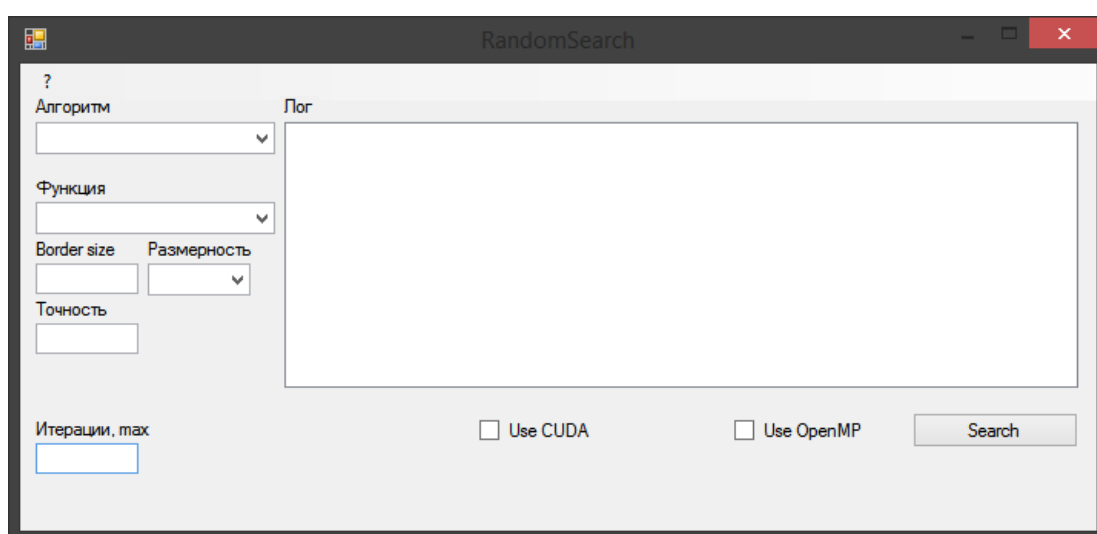 RandomSearch
?
Алгоритм
Лог
Функция
Border size
Размерность
Точность
Итерации, max
Use CUDA
Use OpenMP
Search